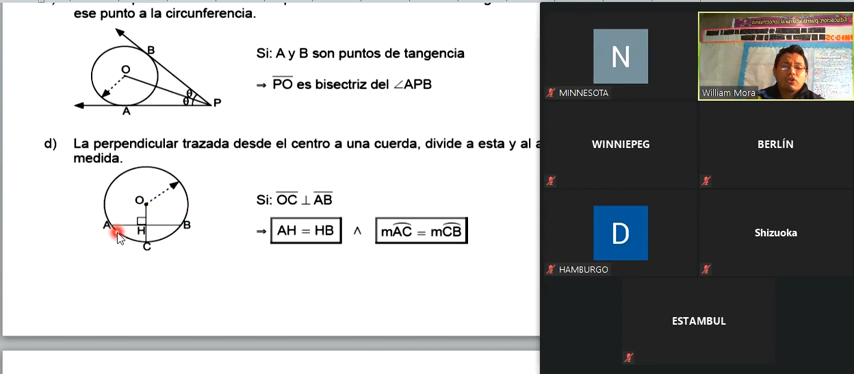 ese punto a la circunferencia.
B
O
θ
θ
P
A
Si: A y B son puntos de tangencia
⇒ PO es bisectriz del ∠APB
d) La perpendicular trazada desde el centro a una cuerda, divide a esta y al a
medida.
O
A
B
H
C
Si: OC ⊥ AB
⇒ AH = HB ∧ mAC = mCB
N
MINNESOTA
William Mora
WINNIEPEG
BERLÍN
D
HAMBURGO
Shizuoka
ESTAMBUL